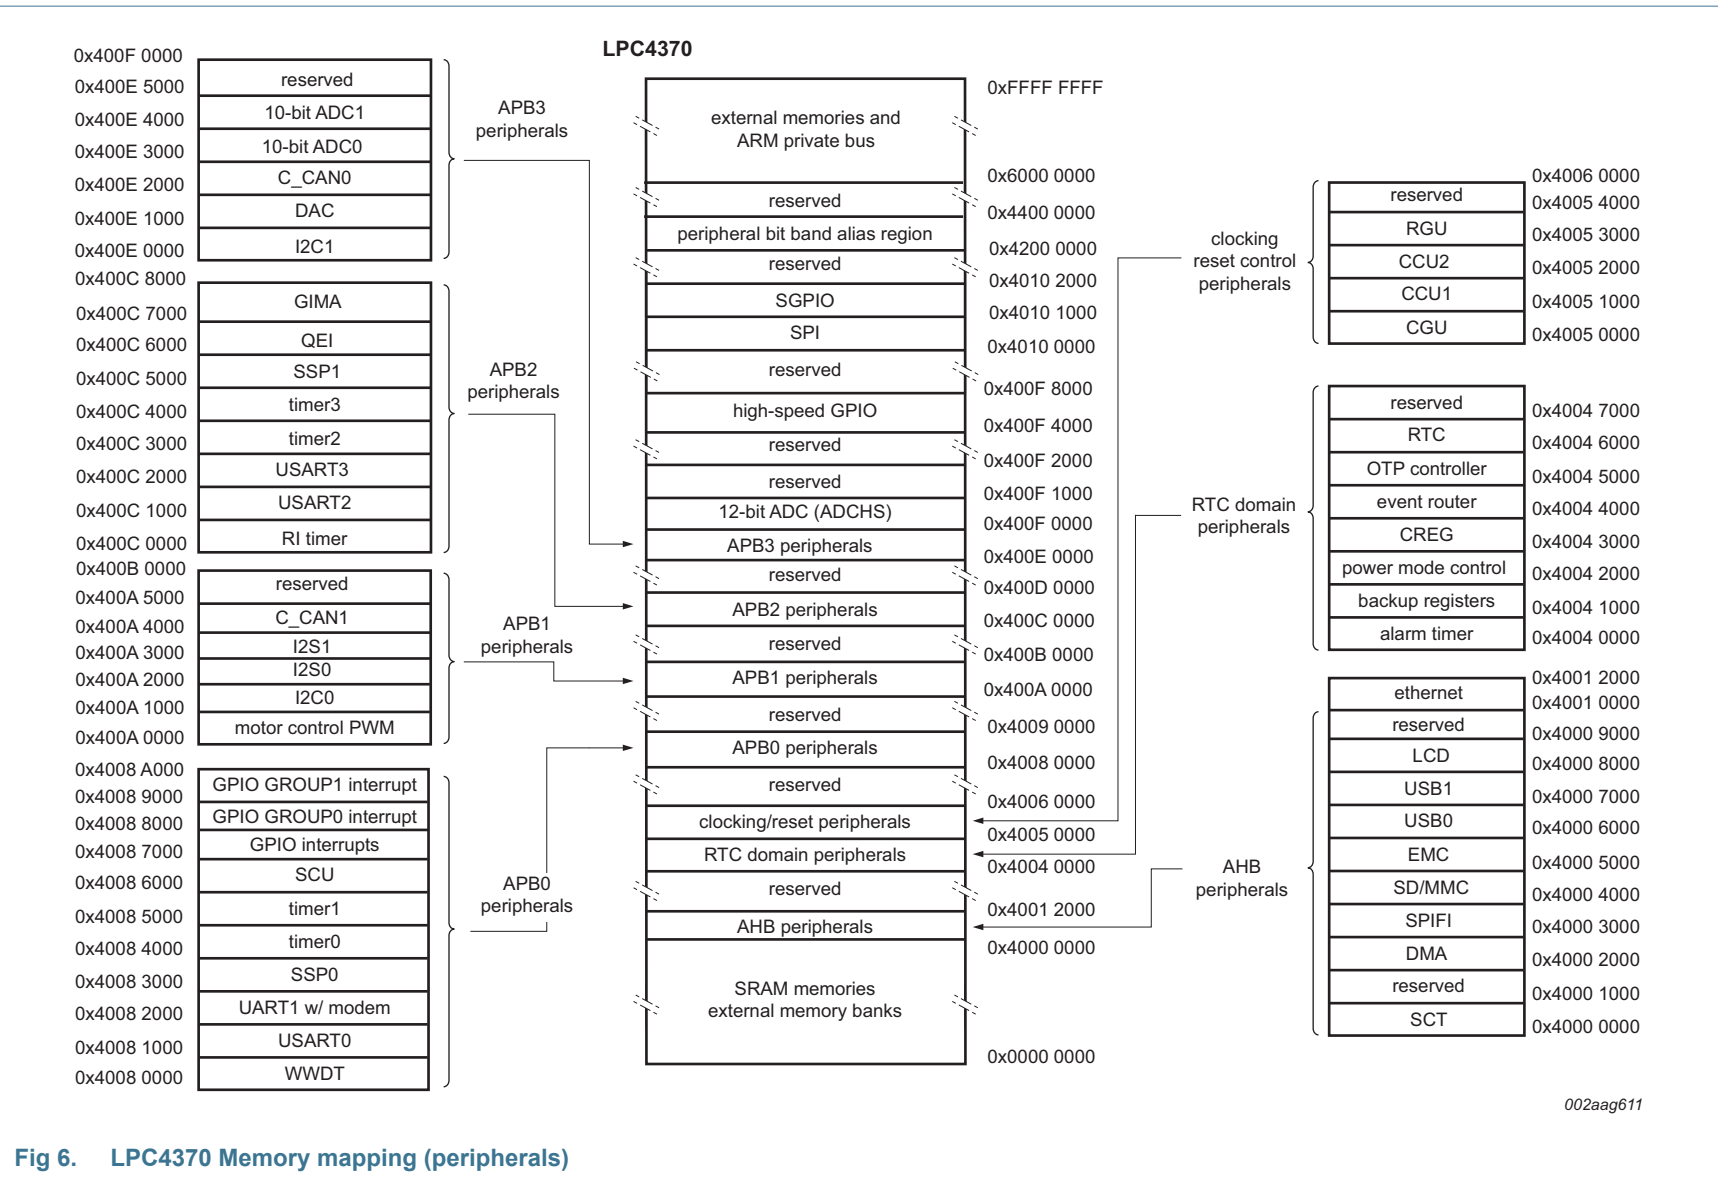 LPC4370
0x400F 0000
reserved
0x400E 5000
10-bit ADC1
0x400E 4000
10-bit ADC0
0x400E 3000
C_CAN0
0x400E 2000
DAC
0x400E 1000
I2C1
0x400E 0000
APB3
peripherals
0x400C 8000
GIMA
0x400C 7000
QEI
0x400C 6000
SSP1
0x400C 5000
timer3
0x400C 4000
timer2
0x400C 3000
USART3
0x400C 2000
USART2
0x400C 1000
RI timer
0x400C 0000
APB2
peripherals
0x400B 0000
reserved
0x400A 5000
C_CAN1
0x400A 4000
I2S1
0x400A 3000
I2S0
0x400A 2000
I2C0
0x400A 1000
motor control PWM
0x400A 0000
APB1
peripherals
0x4008 A000
GPIO GROUP1 interrupt
0x4008 9000
GPIO GROUP0 interrupt
0x4008 8000
GPIO interrupts
0x4008 7000
SCU
0x4008 6000
timer1
0x4008 5000
timer0
0x4008 4000
SSP0
0x4008 3000
UART1 w/ modem
0x4008 2000
USART0
0x4008 1000
WWDT
0x4008 0000
APB0
peripherals
0xFFFF FFFF
external memories and
ARM private bus
0x6000 0000
reserved
0x4400 0000
peripheral bit band alias region
0x4200 0000
reserved
0x4010 2000
SGPIO
0x4010 1000
SPI
0x4010 0000
reserved
0x400F 8000
high-speed GPIO
0x400F 4000
reserved
0x400F 2000
reserved
0x400F 1000
12-bit ADC (ADCHS)
0x400F 0000
APB3 peripherals
0x400E 0000
reserved
0x400D 0000
APB2 peripherals
0x400C 0000
reserved
0x400B 0000
APB1 peripherals
0x400A 0000
reserved
0x4009 0000
APB0 peripherals
0x4008 0000
reserved
0x4006 0000
clocking/reset peripherals
0x4005 0000
RTC domain peripherals
0x4004 0000
reserved
0x4001 2000
AHB peripherals
0x4000 0000
SRAM memories
external memory banks
0x0000 0000
clocking
reset control
peripherals
0x4006 0000
reserved
0x4005 4000
RGU
0x4005 3000
CCU2
0x4005 2000
CCU1
0x4005 1000
CGU
0x4005 0000
RTC domain
peripherals
reserved
0x4004 7000
RTC
0x4004 6000
OTP controller
0x4004 5000
event router
0x4004 4000
CREG
0x4004 3000
power mode control
0x4004 2000
backup registers
0x4004 1000
alarm timer
0x4004 0000
AHB
peripherals
0x4001 2000
ethernet
0x4001 0000
reserved
0x4000 9000
LCD
0x4000 8000
USB1
0x4000 7000
USB0
0x4000 6000
EMC
0x4000 5000
SD/MMC
0x4000 4000
SPIFI
0x4000 3000
DMA
0x4000 2000
reserved
0x4000 1000
SCT
0x4000 0000
002aag611
Fig 6. LPC4370 Memory mapping (peripherals)